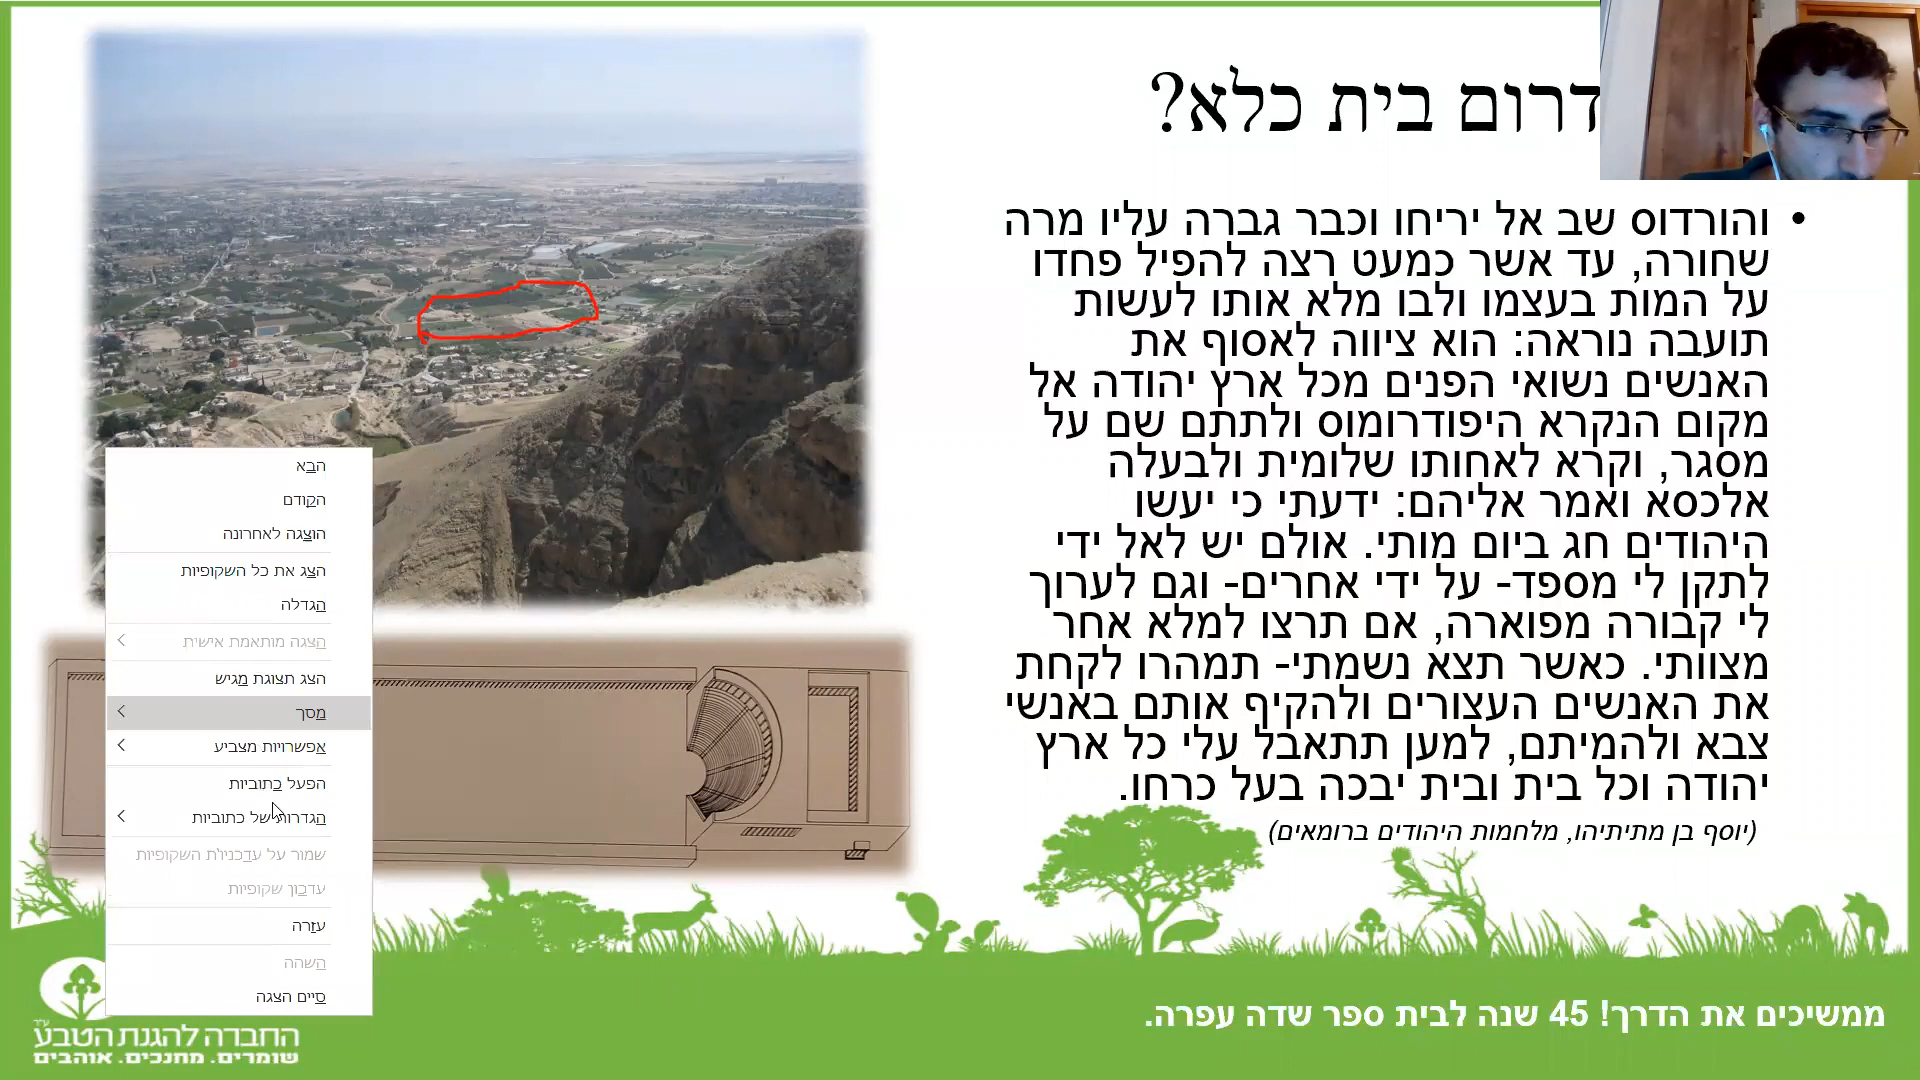 דרום בית כלא?
• והורדוס שב אל יריחו וכבר גברה עליו מרה
שחורה, עד אשר כמעט רצה להפיל פחדו
על המות בעצמו ולבו מלא אותו לעשות
תועבה נוראה: הוא ציווה לאסוף את
האנשים נשואי הפנים מכל ארץ יהודה אל
מקום הנקרא היפודרומוס ולתתם שם על
מסגר, וקרא לאחותו שלומית ולבעלה
אלכסא ואמר אליהם: ידעתי כי יעשו
היהודים חג ביום מותי. אולם יש לאל ידי
לתקן לי מספד- על ידי אחרים- וגם לערוך
לי קבורה מפוארה, אם תרצו למלא אחר
מצוותי. כאשר תצא נשמתי- תמהרו לקחת
את האנשים העצורים ולהקיף אותם באנשי
צבא ולהמיתם, למען תתאבל עלי כל ארץ
יהודה וכל בית ובית יבכה בעל כרחו.
(יוסף בן מתיתיהו, מלחמות היהודים ברומאים)
הבא
הקודם
הוצגה לאחרונה
הצג את כל השקופיות
הגדלה
הצגה מותאמת אישית
הצג תצוגת מגיש
מסך
אפשרויות מצביע
הפעל כתוביות
הגדרות של כתוביות
שמור על עדכניות השקופיות
עדכון שקופיות
עזרה
השהה
סיים הצגה
ממשיכים את הדרך! 45 שנה לבית ספר שדה עפרה.
החברה להגנת הטבע ע״ר
שומרים. מחנכים. אוהבים